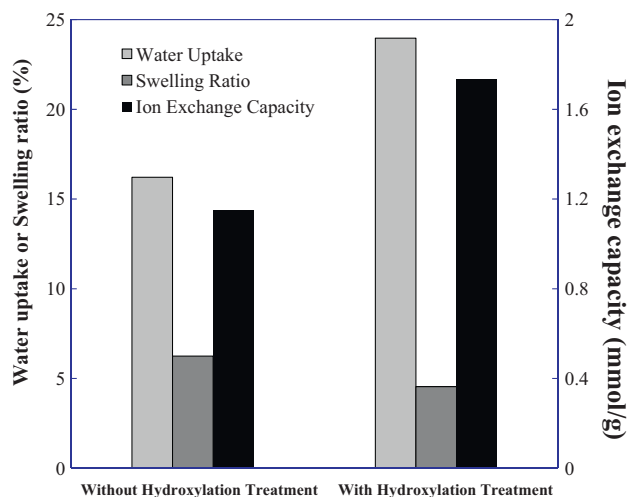 25
20
15
10
5
0
Water uptake or Swelling ratio (%)
Water Uptake
Swelling Ratio
Ion Exchange Capacity
2
1.6
1.2
0.8
0.4
0
Ion exchange
capacity (mmol/g)
Without Hydroxylation Treatment
With Hydroxylation Treatment